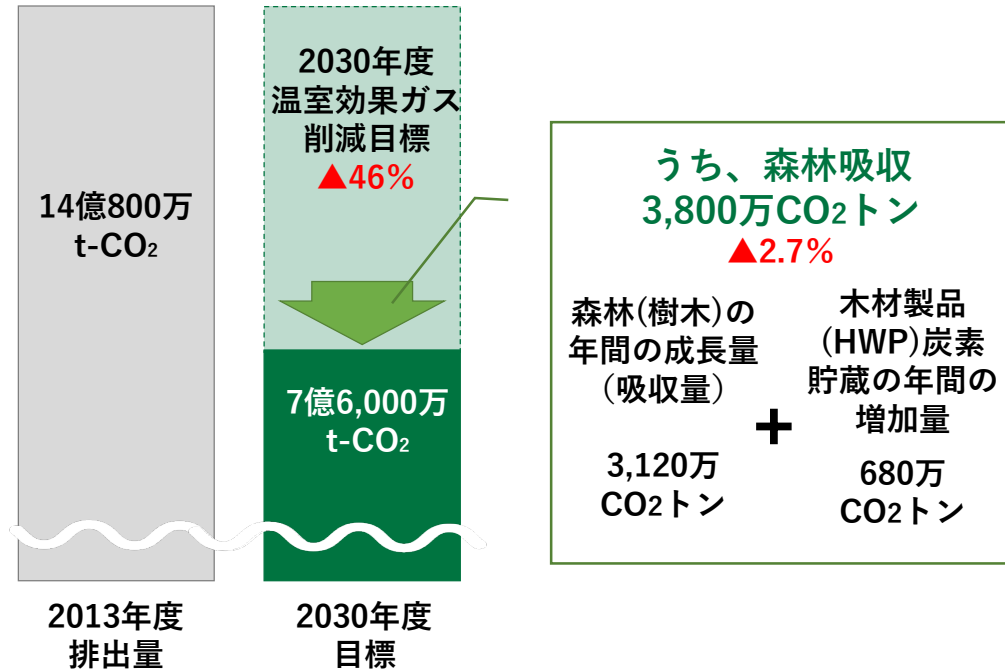 14億800万
t-CO₂
2030年度
温室効果ガス
削減目標
▲46%
7億6,000万
t-CO₂
2013年度
排出量
2030年度
目標
うち、森林吸収
3,800万CO₂トン
▲2.7%
森林(樹木)の
年間の成長量
(吸収量)
3,120万
CO₂トン
+
木材製品
(HWP)炭素
貯蔵の年間の
増加量
680万
CO₂トン